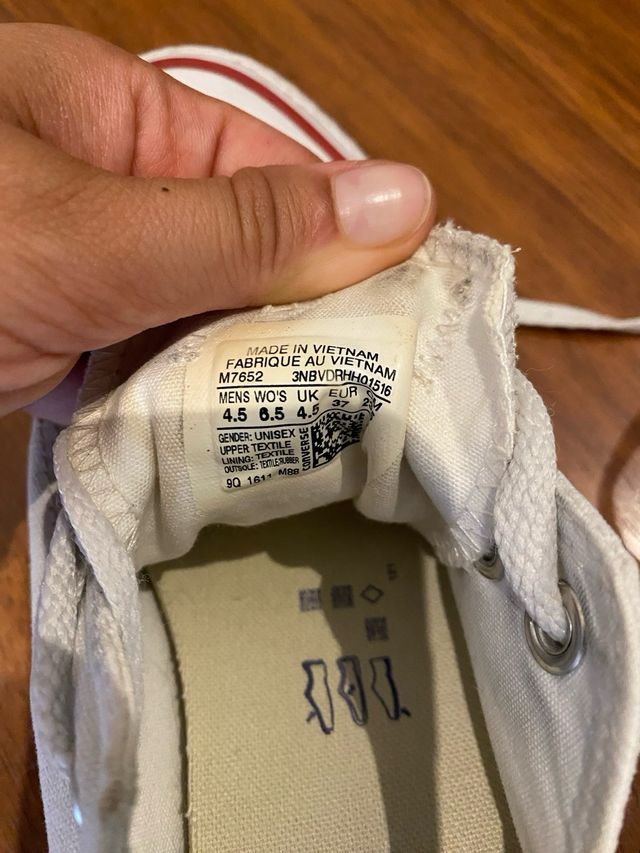 MADE IN VIETNAM
FABRIQUE AU VIETNAM
M7652 3NBVDRHH01516
MENS WO'S UK EUR
4.5 6.5 4.5 37
GENDER: UNISEX
UPPER: TEXTILE
LINING: TEXTILE
OUTSOLE: TEXTILE/RUBBER
CONVERSE
9Q 1611 M88